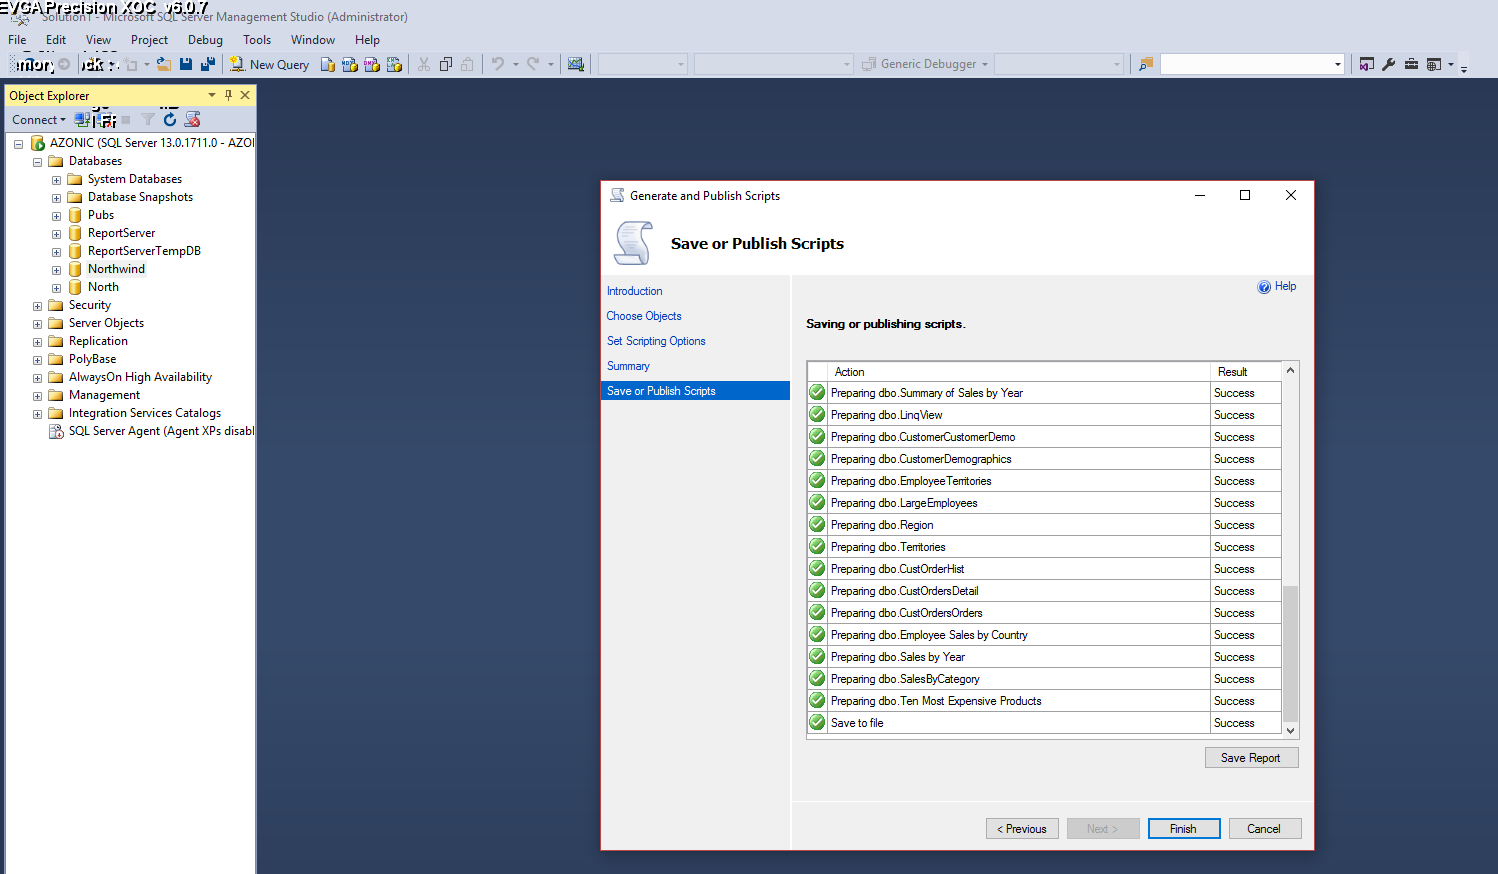 EVGA Precision XOC v6.0.7
Solution1 - Microsoft SQL Server Management Studio (Administrator)
File Edit View Project Debug Tools Window Help
New Query Generic Debugger
Object Explorer
Connect
AZONIC (SQL Server 13.0.1711.0 - AZO
Databases
System Databases
Database Snapshots
Pubs
ReportServer
ReportServerTempDB
Northwind
North
Security
Server Objects
Replication
PolyBase
AlwaysOn High Availability
Management
Integration Services Catalogs
SQL Server Agent (Agent XPs disabl
Generate and Publish Scripts
Save or Publish Scripts
Introduction
Choose Objects
Set Scripting Options
Summary
Save or Publish Scripts
Help
Saving or publishing scripts.
Action Result
Preparing dbo.Summary of Sales by Year Success
Preparing dbo.LinqView Success
Preparing dbo.CustomerCustomerDemo Success
Preparing dbo.CustomerDemographics Success
Preparing dbo.EmployeeTerritories Success
Preparing dbo.LargeEmployees Success
Preparing dbo.Region Success
Preparing dbo.Territories Success
Preparing dbo.CustOrderHist Success
Preparing dbo.CustOrdersDetail Success
Preparing dbo.CustOrdersOrders Success
Preparing dbo.Employee Sales by Country Success
Preparing dbo.Sales by Year Success
Preparing dbo.SalesByCategory Success
Preparing dbo.Ten Most Expensive Products Success
Save to file Success
Save Report
< Previous Next > Finish Cancel